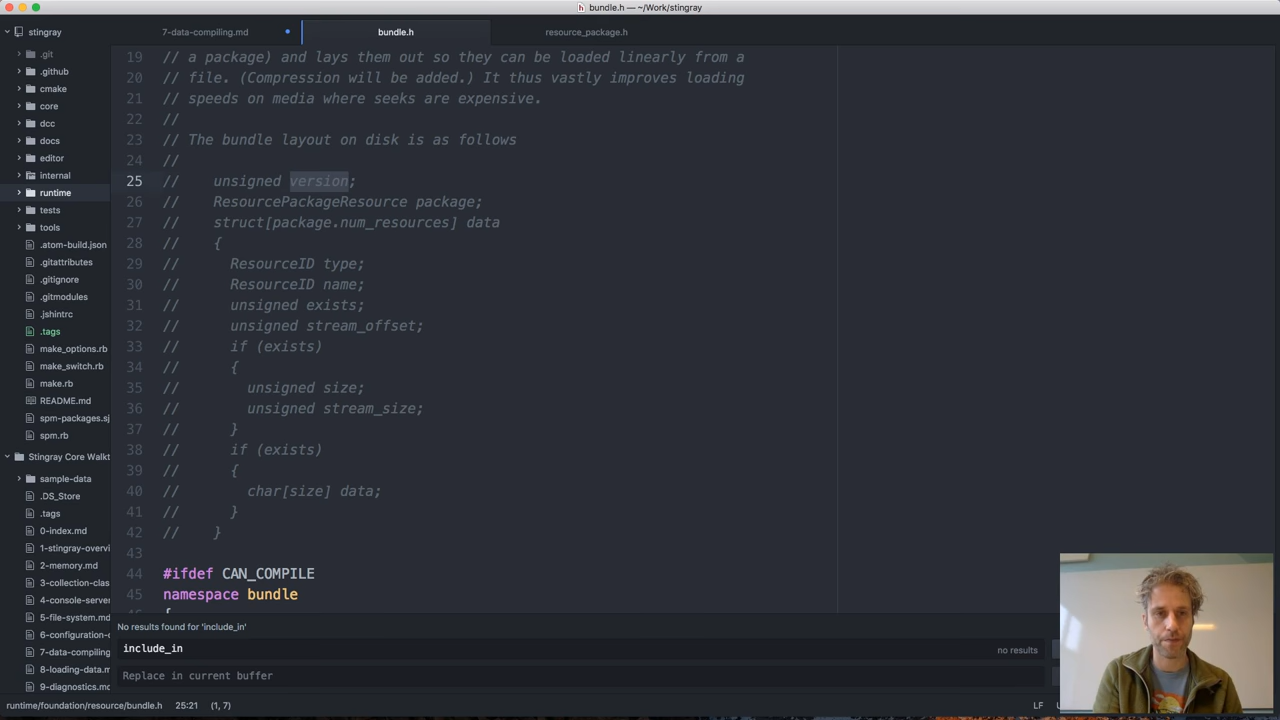 bundle.h — ~/Work/stingray
stingray
7-data-compiling.md
bundle.h
resource_package.h
.git
.github
cmake
core
dcc
docs
editor
internal
runtime
tests
tools
.atom-build.json
.gitattributes
.gitignore
.gitmodules
.jshintrc
.tags
make_options.rb
make_switch.rb
make.rb
README.md
spm-packages.sj
spm.rb
Stingray Core Walkt
sample-data
.DS_Store
.tags
0-index.md
1-stingray-overvi
2-memory.md
3-collection-clas
4-console-server
5-file-system.md
6-configuration-d
7-data-compiling
8-loading-data.m
9-diagnostics.md
19 // a package) and lays them out so they can be loaded linearly from a
20 // file. (Compression will be added.) It thus vastly improves loading
21 // speeds on media where seeks are expensive.
22 //
23 // The bundle layout on disk is as follows
24 //
25 // unsigned version;
26 // ResourcePackageResource package;
27 // struct[package.num_resources] data
28 // {
29 // ResourceID type;
30 // ResourceID name;
31 // unsigned exists;
32 // unsigned stream_offset;
33 // if (exists)
34 // {
35 // unsigned size;
36 // unsigned stream_size;
37 // }
38 // if (exists)
39 // {
40 // char[size] data;
41 // }
42 // }
43
44 #ifdef CAN_COMPILE
45 namespace bundle
No results found for 'include_in'
include_in no results
Replace in current buffer
runtime/foundation/resource/bundle.h 25:21 (1, 7) LF